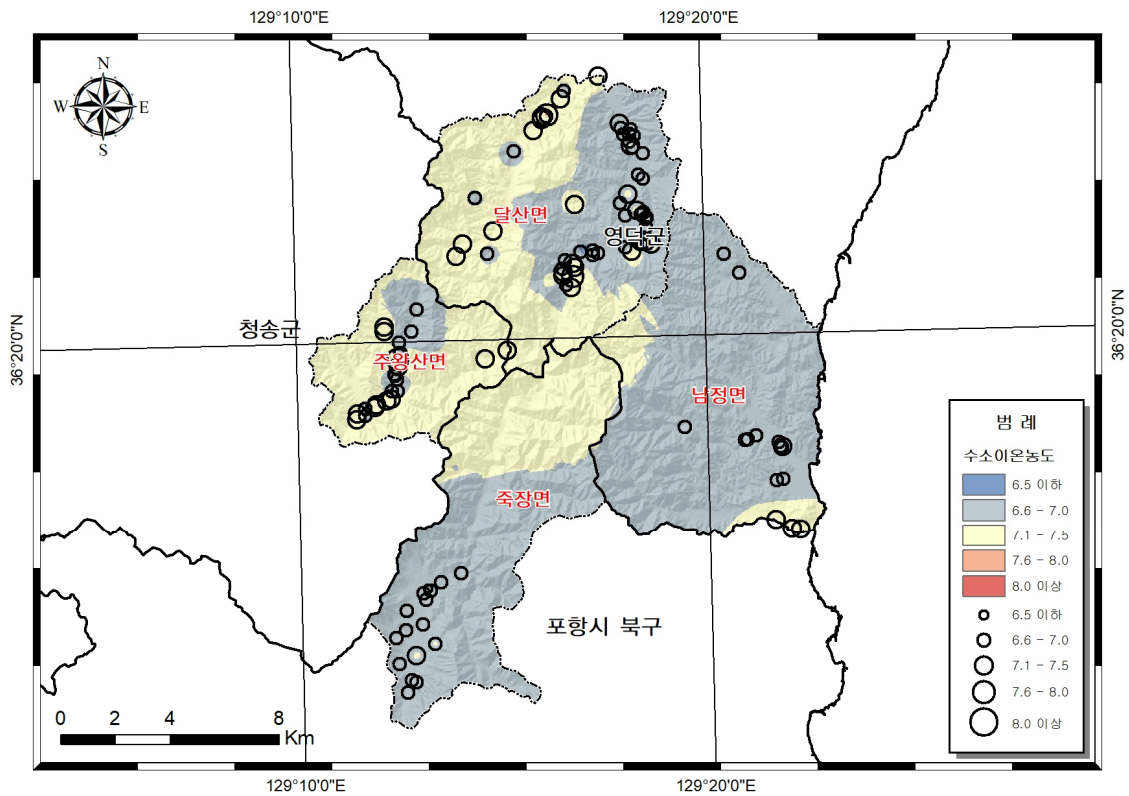 129°10'0"E
129°20'0"E
N
W
E
S
달산면
영덕군
청송군
36°20'0"N
36°20'0"N
주왕산면
남정면
죽장면
포항시 북구
범 례
수소이온농도
6.5 이하
6.6 - 7.0
7.1 - 7.5
7.6 - 8.0
8.0 이상
6.5 이하
6.6 - 7.0
7.1 - 7.5
7.6 - 8.0
8.0 이상
0 2 4 8
Km
129°10'0"E
129°20'0"E